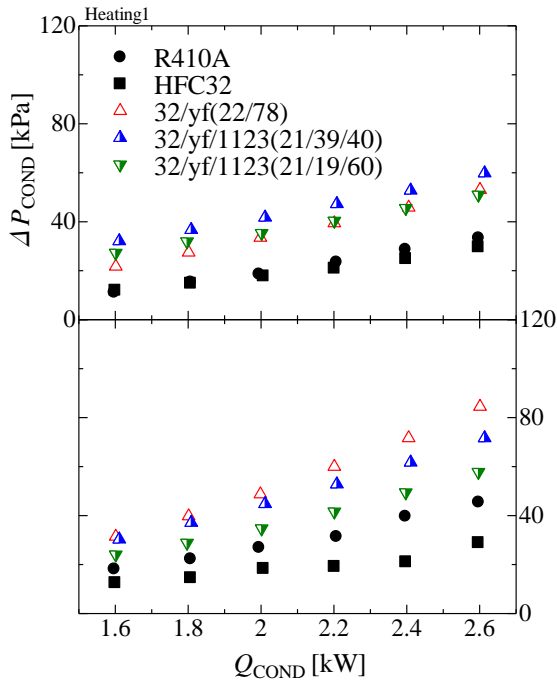 Heating1
120
R410A
HFC32
32/yf(22/78)
32/yf/1123(21/39/40)
32/yf/1123(21/19/60)
80
40
0
ΔP_COND [kPa]
120
80
40
0
1.6 1.8 2 2.2 2.4 2.6
Q_COND [kW]